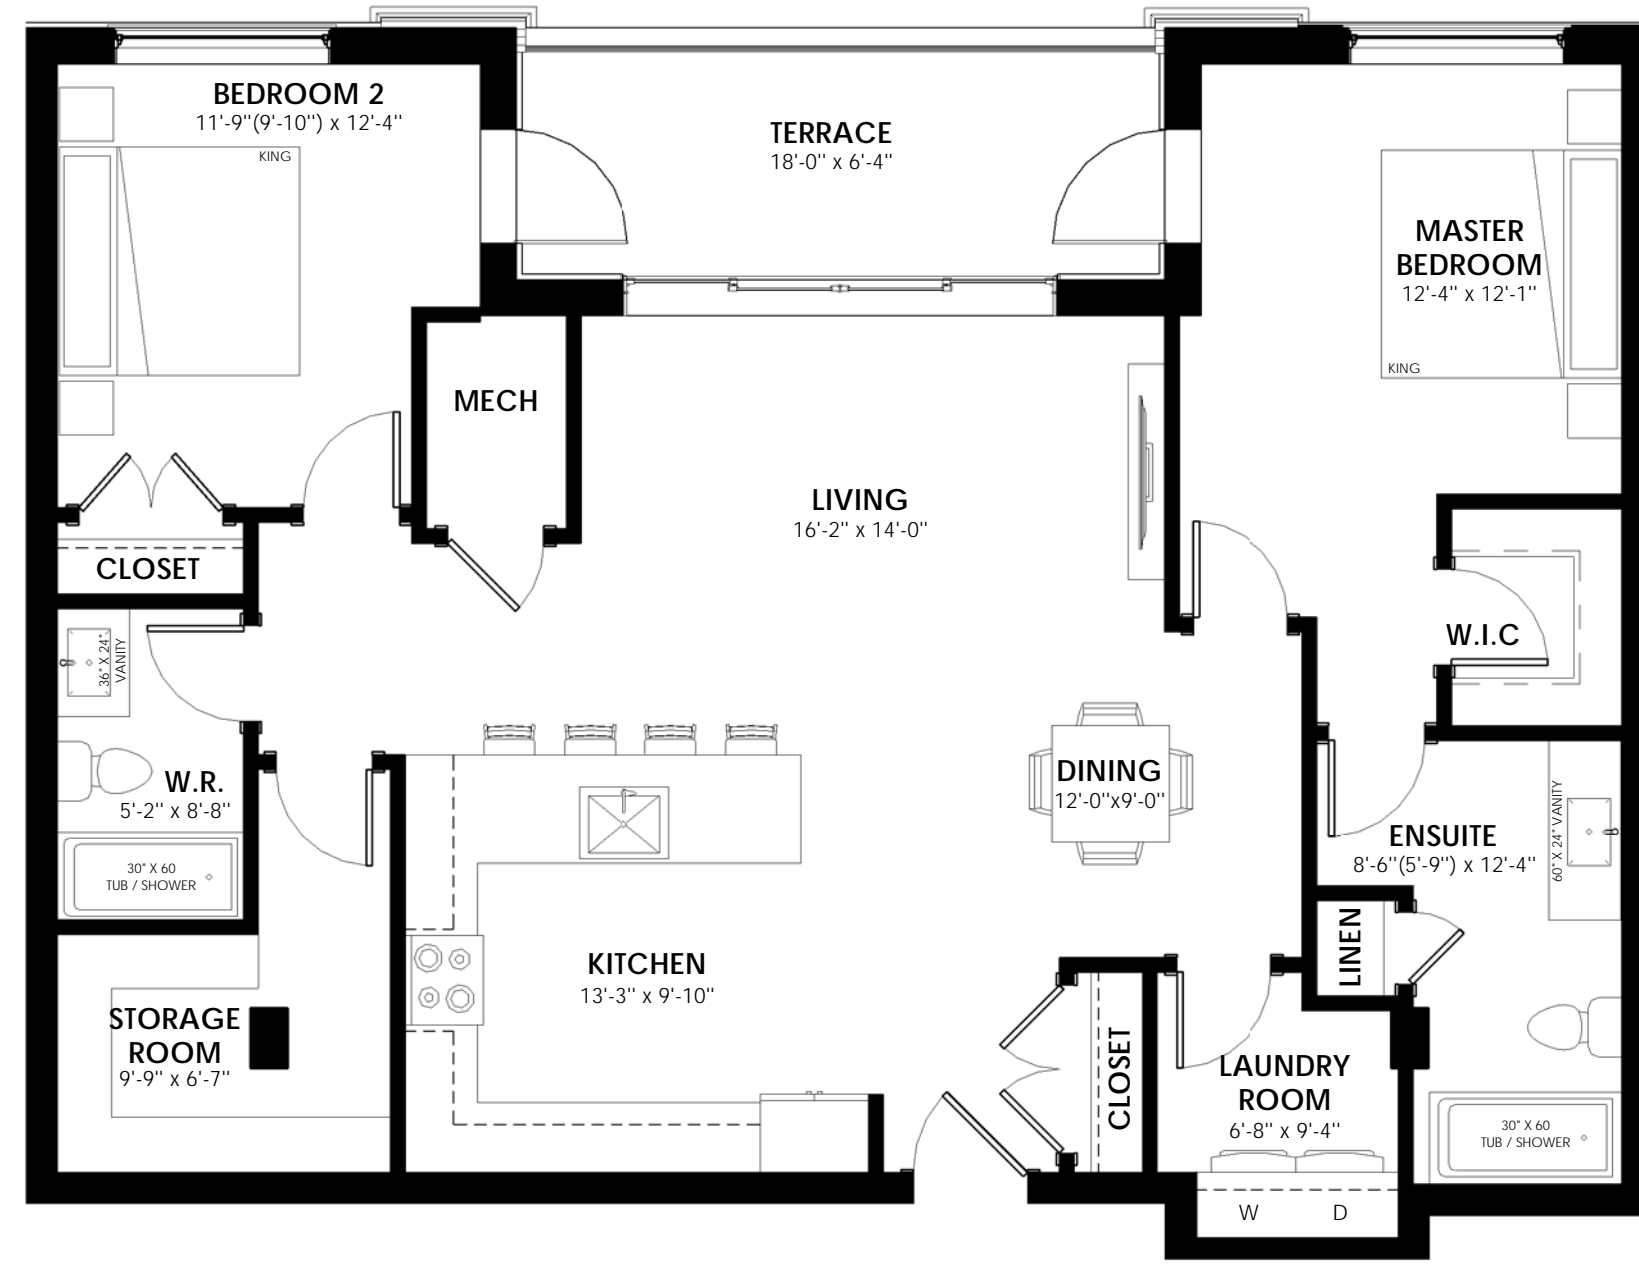 BEDROOM 2
11'-9"(9'-10") x 12'-4"
KING
TERRACE
18'-0" x 6'-4"
MASTER
BEDROOM
12'-4" x 12'-1"
KING
MECH
LIVING
16'-2" x 14'-0"
CLOSET
W.I.C
36" X 24"
VANITY
W.R.
5'-2" x 8'-8"
30" X 60
TUB / SHOWER
DINING
12'-0"x9'-0"
ENSUITE
8'-6"(5'-9") x 12'-4"
60" X 24" VANITY
LINEN
KITCHEN
13'-3" x 9'-10"
STORAGE
ROOM
9'-9" x 6'-7"
CLOSET
LAUNDRY
ROOM
6'-8" x 9'-4"
30" X 60
TUB / SHOWER
W
D